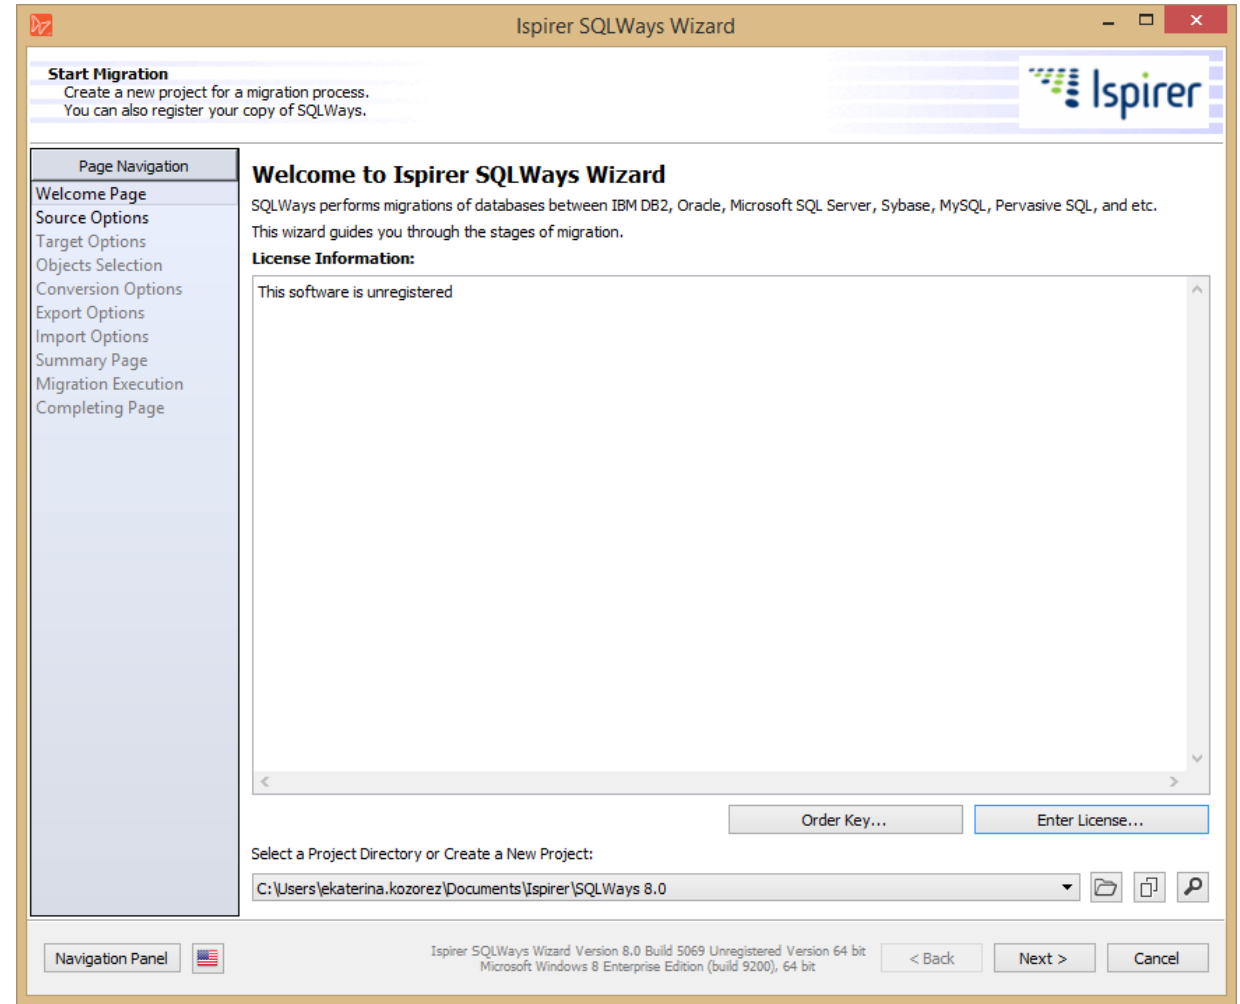 Ispirer SQLWays Wizard
Start Migration
Create a new project for a migration process.
You can also register your copy of SQLWays.
Ispirer
Page Navigation
Welcome Page
Source Options
Target Options
Objects Selection
Conversion Options
Export Options
Import Options
Summary Page
Migration Execution
Completing Page
Welcome to Ispirer SQLWays Wizard
SQLWays performs migrations of databases between IBM DB2, Oracle, Microsoft SQL Server, Sybase, MySQL, Pervasive SQL, and etc.
This wizard guides you through the stages of migration.
License Information:
This software is unregistered
Order Key...
Enter License...
Select a Project Directory or Create a New Project:
C:\Users\ekaterina.kozorez\Documents\Ispirer\SQLWays 8.0
Navigation Panel
Ispirer SQLWays Wizard Version 8.0 Build 5069 Unregistered Version 64 bit
Microsoft Windows 8 Enterprise Edition (build 9200), 64 bit
< Back
Next >
Cancel